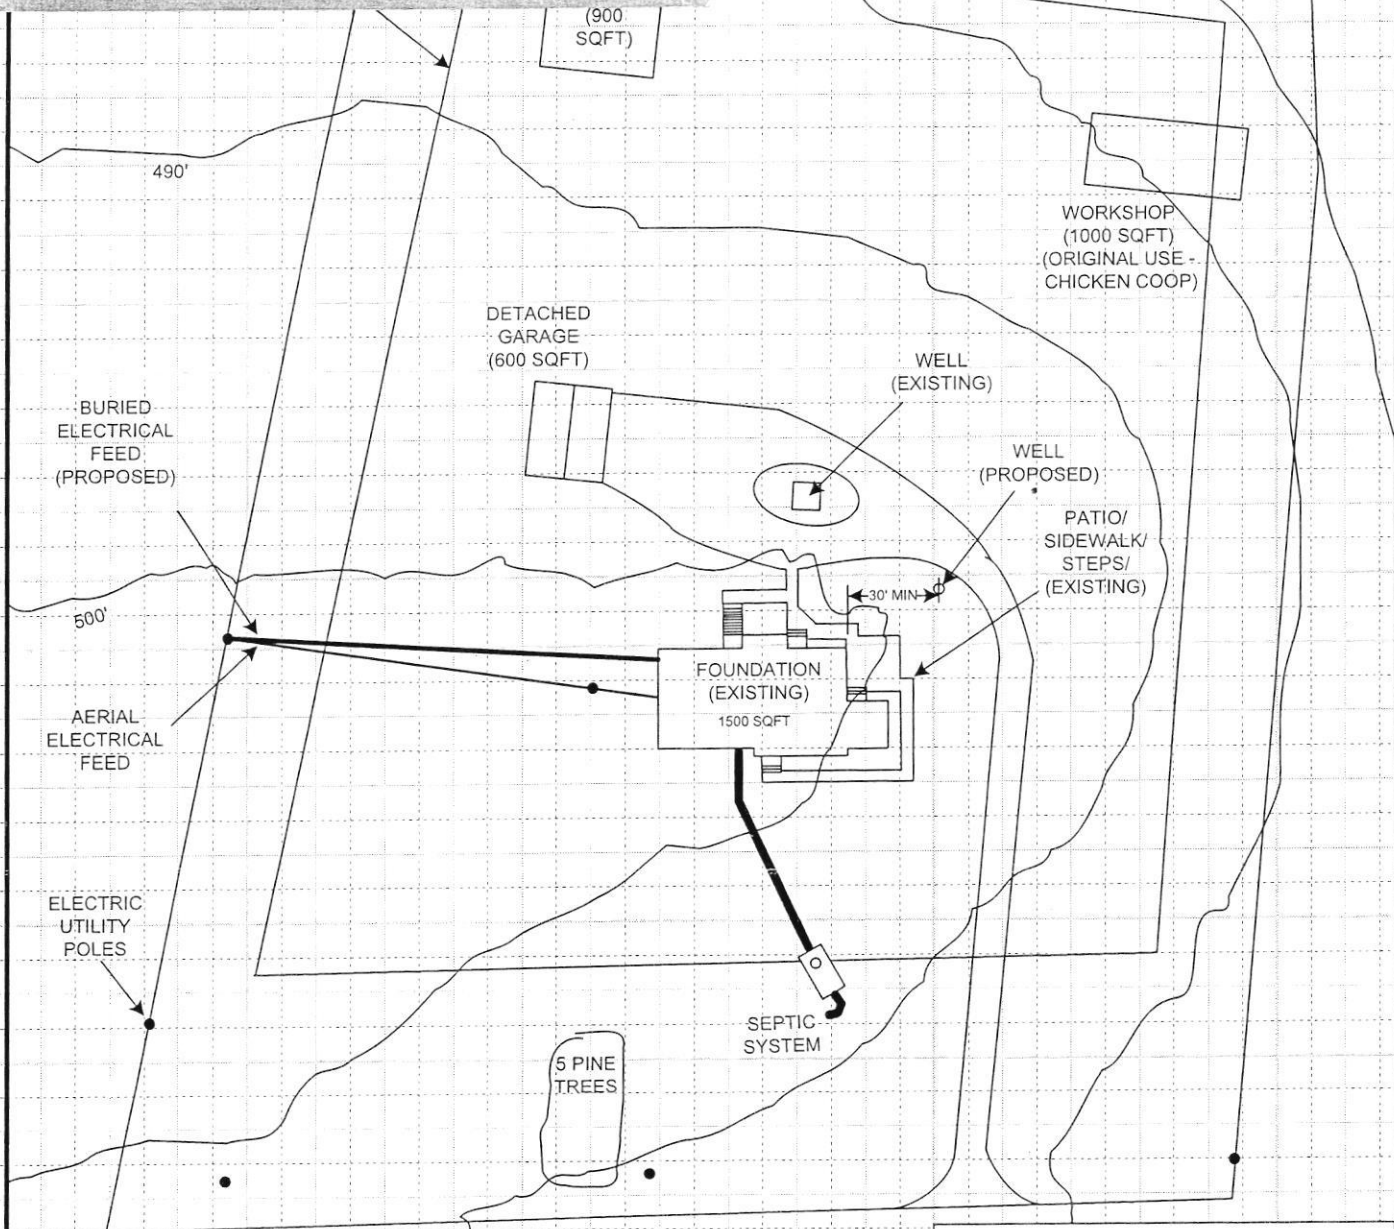 (900
SQFT)
490'
WORKSHOP
(1000 SQFT)
(ORIGINAL USE -
CHICKEN COOP)
DETACHED
GARAGE
(600 SQFT)
WELL
(EXISTING)
BURIED
ELECTRICAL
FEED
(PROPOSED)
WELL
(PROPOSED)
PATIO/
SIDEWALK/
STEPS/
(EXISTING)
30' MIN
500'
FOUNDATION
(EXISTING)
1500 SQFT
AERIAL
ELECTRICAL
FEED
ELECTRIC
UTILITY
POLES
SEPTIC
SYSTEM
5 PINE
TREES